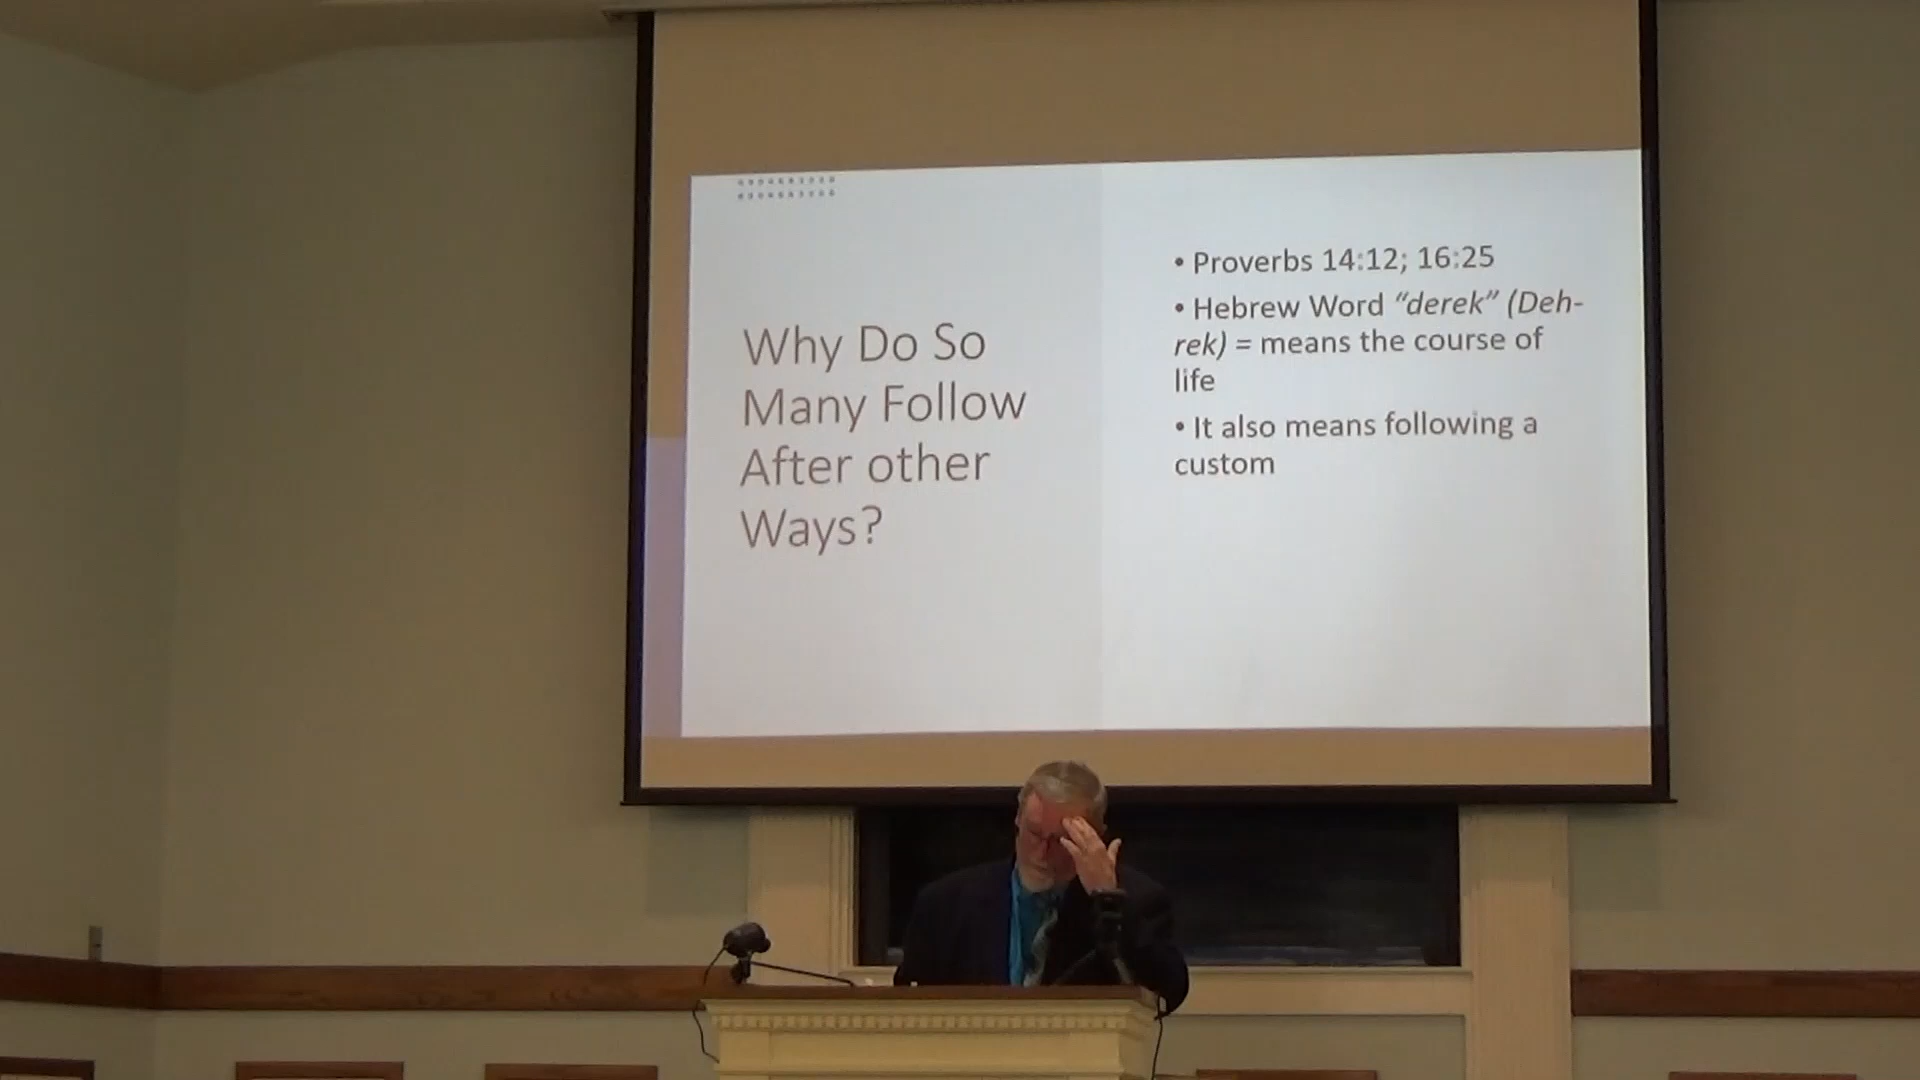 Why Do So
Many Follow
After other
Ways?
• Proverbs 14:12; 16:25
• Hebrew Word “derek” (Deh-
rek) = means the course of
life
• It also means following a
custom